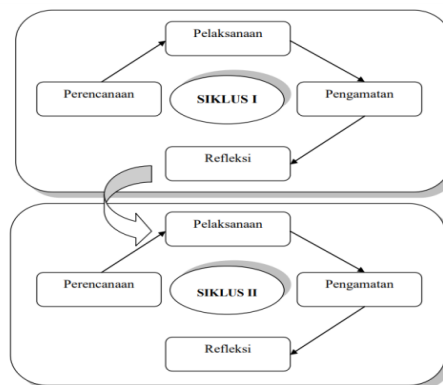 Pelaksanaan
Perencanaan
SIKLUS I
Pengamatan
Refleksi
Pelaksanaan
Perencanaan
SIKLUS II
Pengamatan
Refleksi